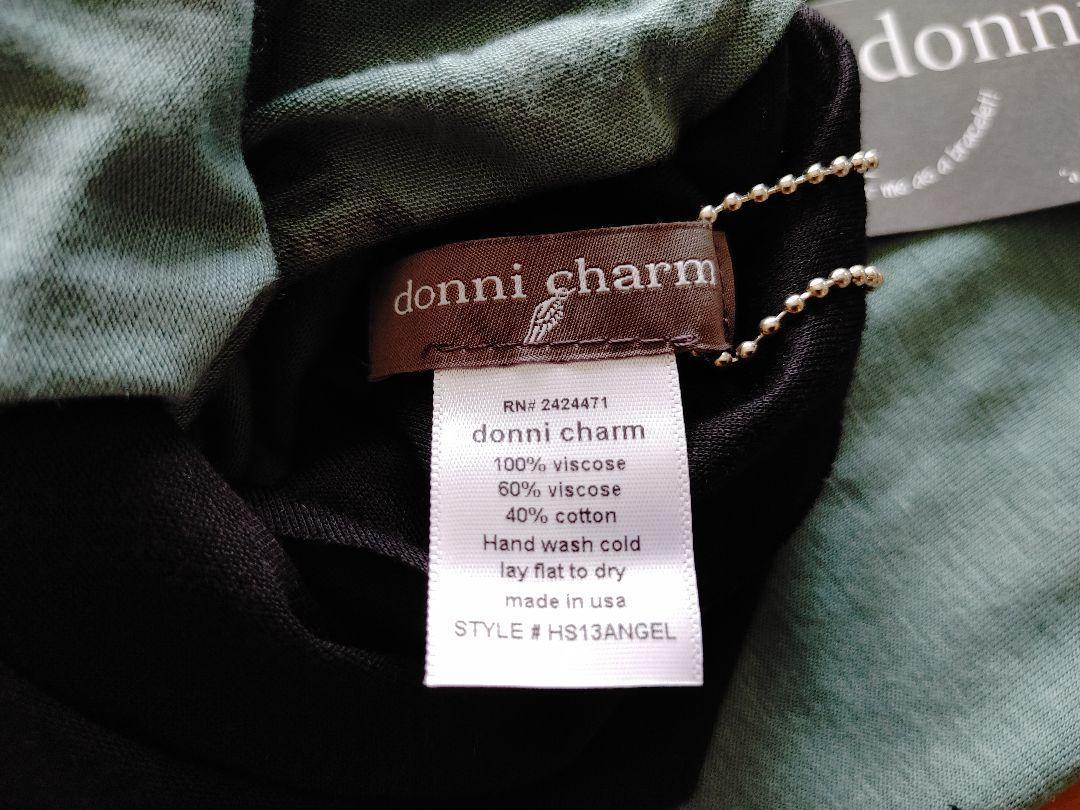 donni
me as a bracelet!
"a
donni charm
RN# 2424471
donni charm
100% viscose
60% viscose
40% cotton
Hand wash cold
lay flat to dry
made in usa
STYLE # HS13ANGEL